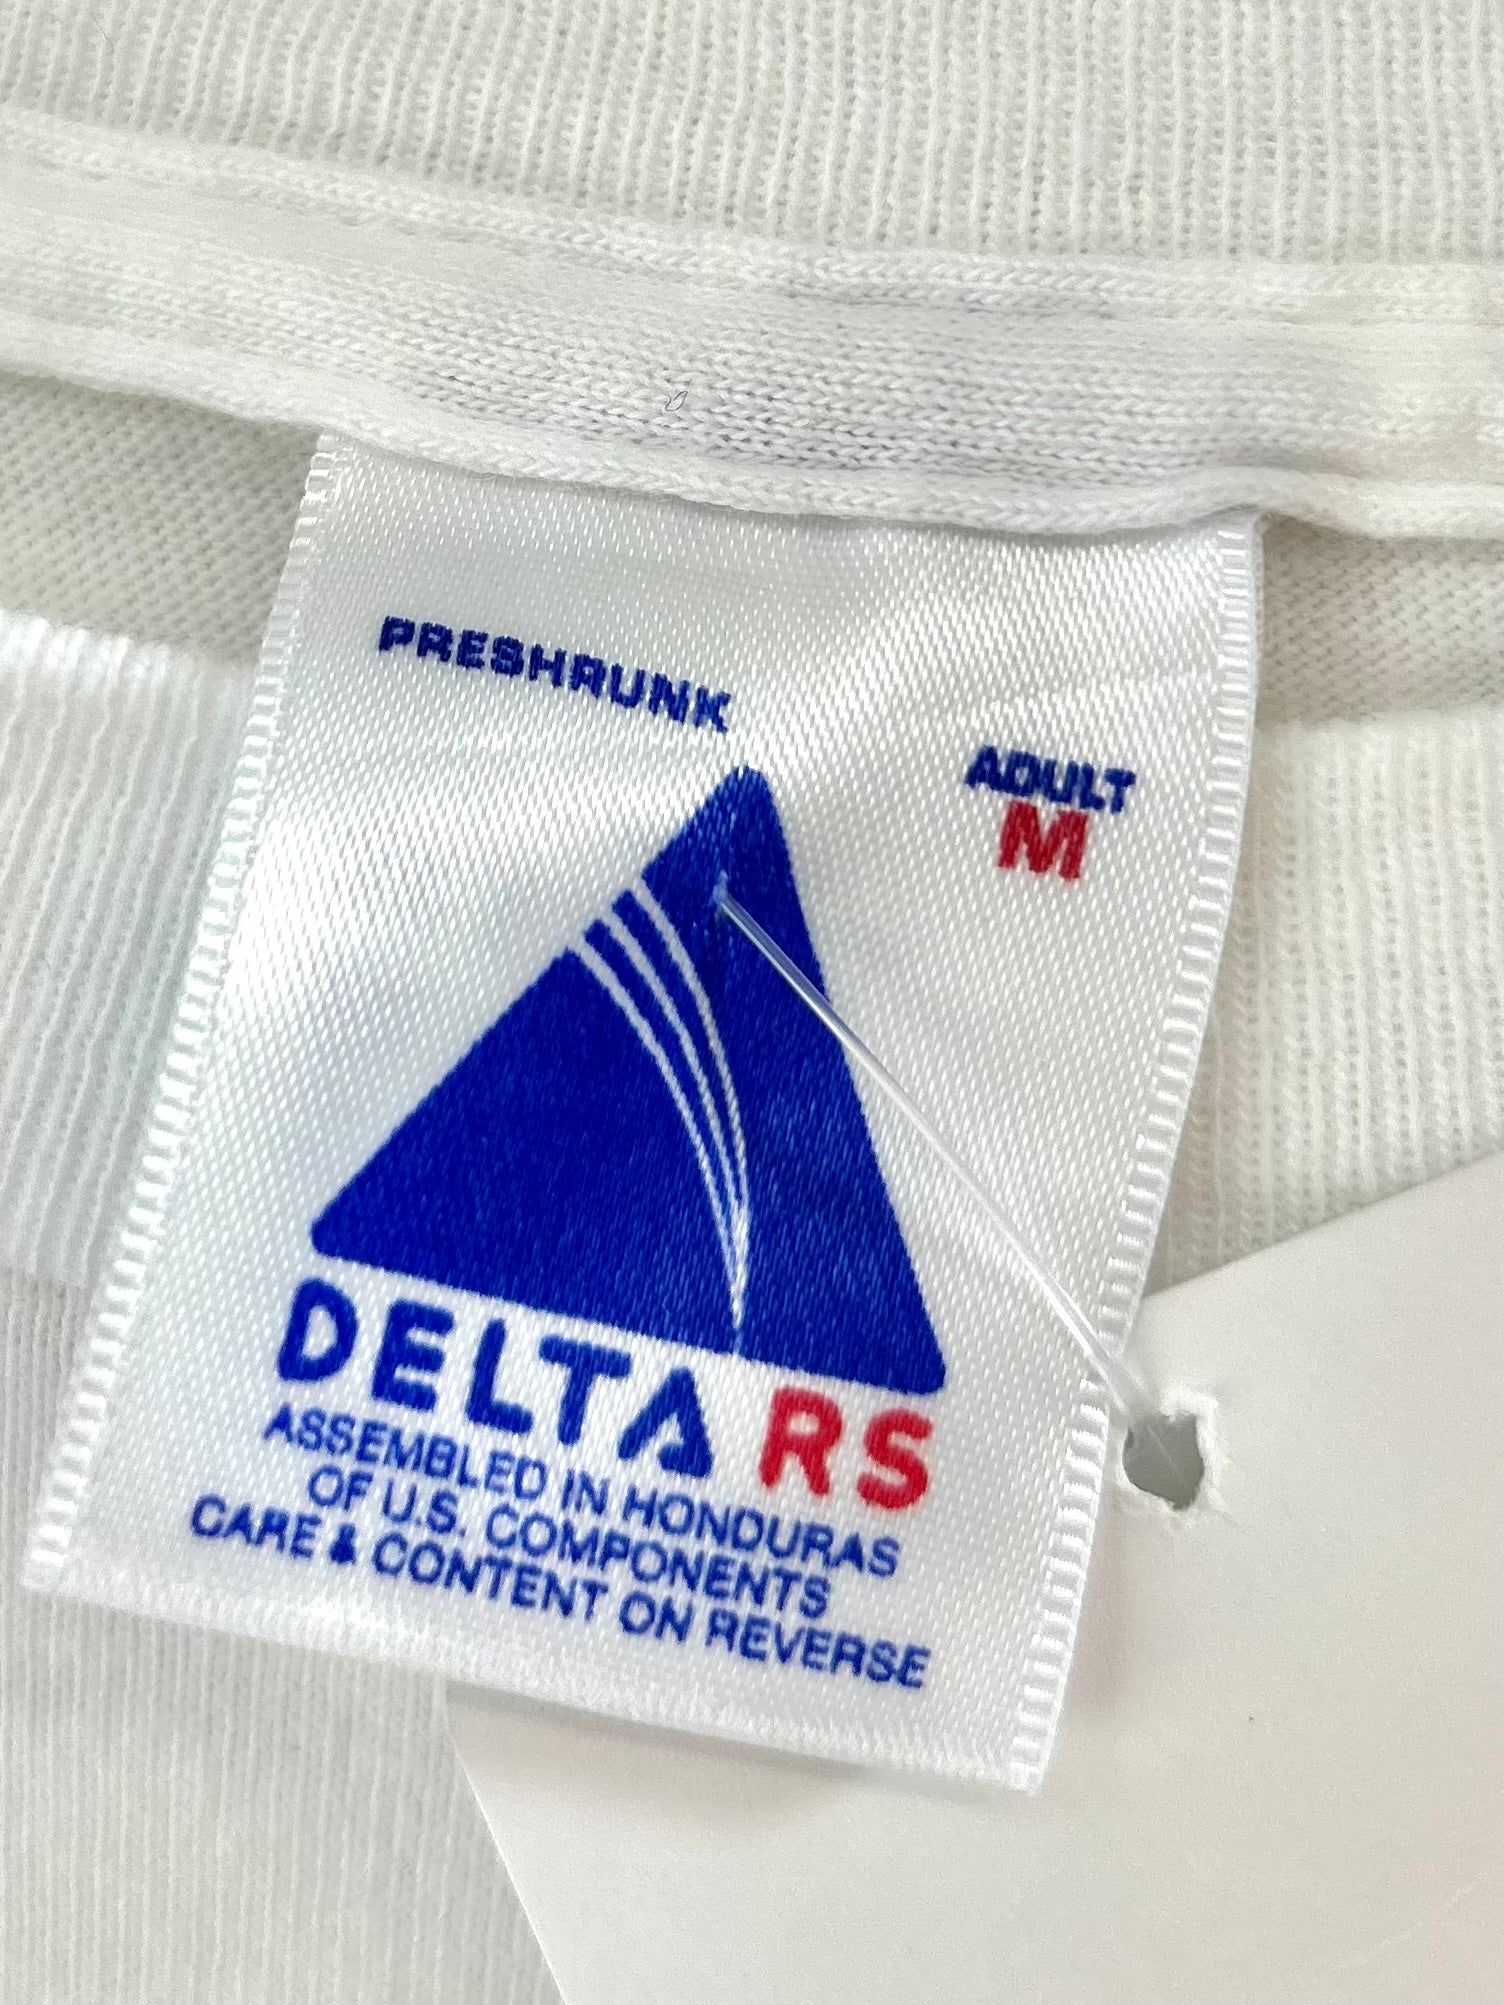 PRESHRUNK
ADULT
M
DELTA RS
ASSEMBLED IN HONDURAS
OF U.S. COMPONENTS
CARE & CONTENT ON REVERSE